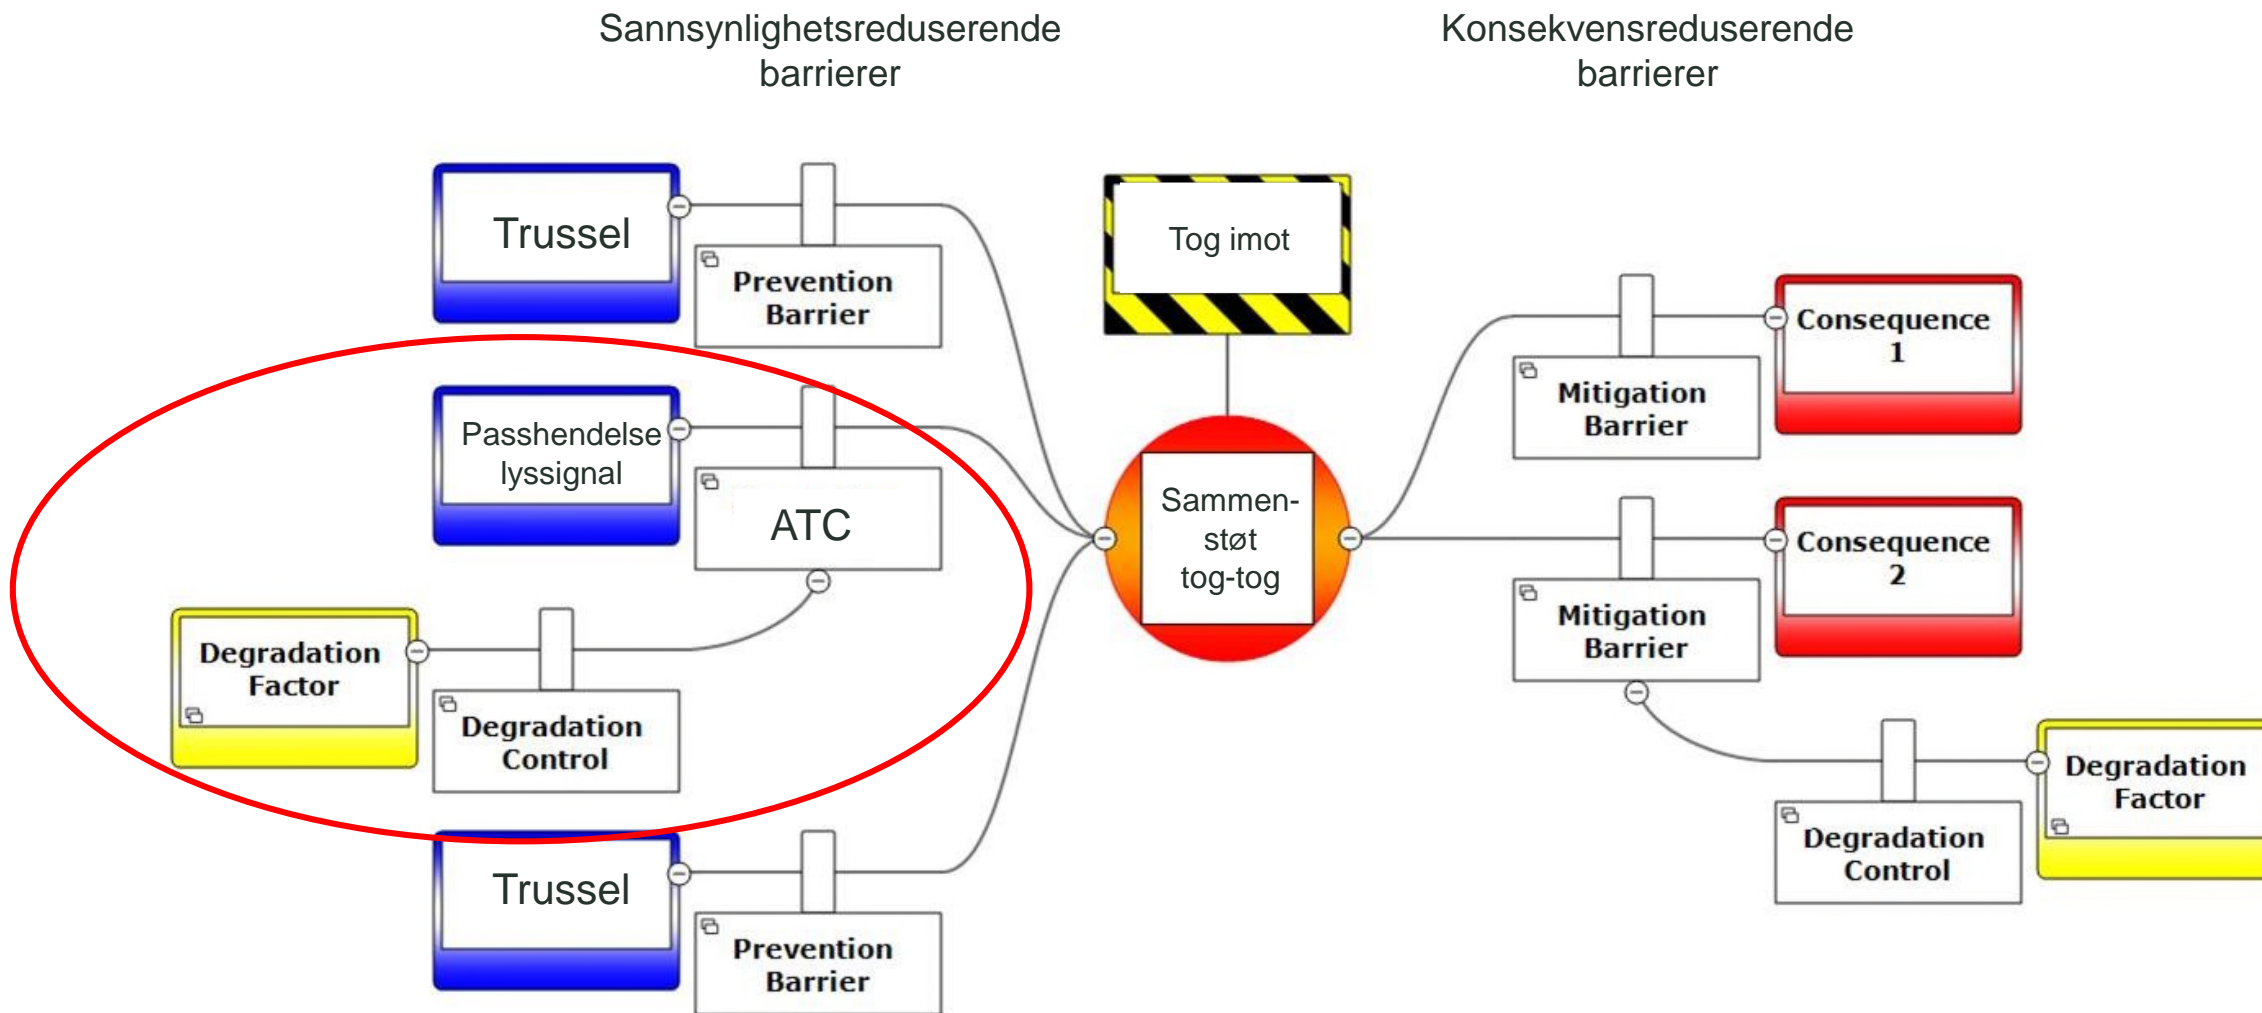 Sannsynlighetsreduserende
barrierer
Konsekvensreduserende
barrierer
Trussel
Prevention
Barrier
Tog imot
Consequence
1
Mitigation
Barrier
Passhendelse
lyssignal
ATC
Sammen-
støt
tog-tog
Consequence
2
Mitigation
Barrier
Degradation
Factor
Degradation
Control
Degradation
Factor
Degradation
Control
Trussel
Prevention
Barrier